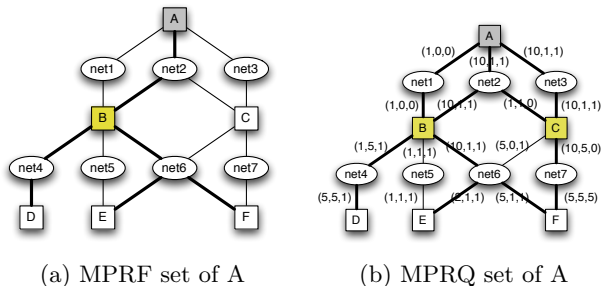 A
net1 net2 net3
B C
net4 net5 net6 net7
D E F
(a) MPRF set of A
A
(1,0,0) (10,1,1) (10,1,1)
net1 net2 net3
(1,0,0) (10,1,1) (1,1,0) (10,1,1)
B C
(1,5,1) (1,1,1) (10,1,1) (5,0,1) (10,5,0)
net4 net5 net6 net7
(5,5,1) (1,1,1) (2,1,1) (5,1,1) (5,5,5)
D E F
(b) MPRQ set of A